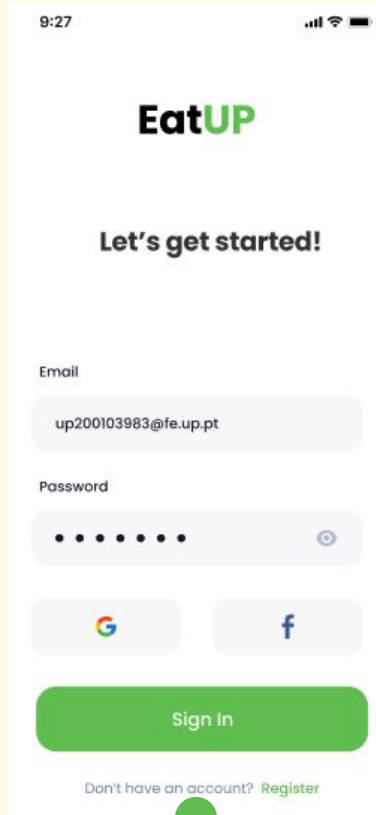 9:27
EatUP
Let's get started!
Email
up200103983@fe.up.pt
Password
Sign In
Don't have an account? Register